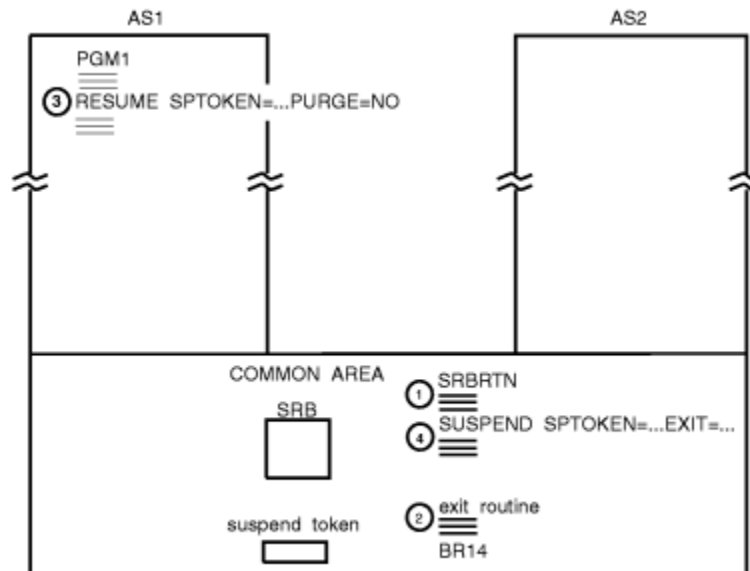 AS1
AS2
PGM1
3 RESUME SPTOKEN=...PURGE=NO
COMMON AREA
SRB
suspend token
1 SRBRTN
4 SUSPEND SPTOKEN=...EXIT=...
2 exit routine
BR14